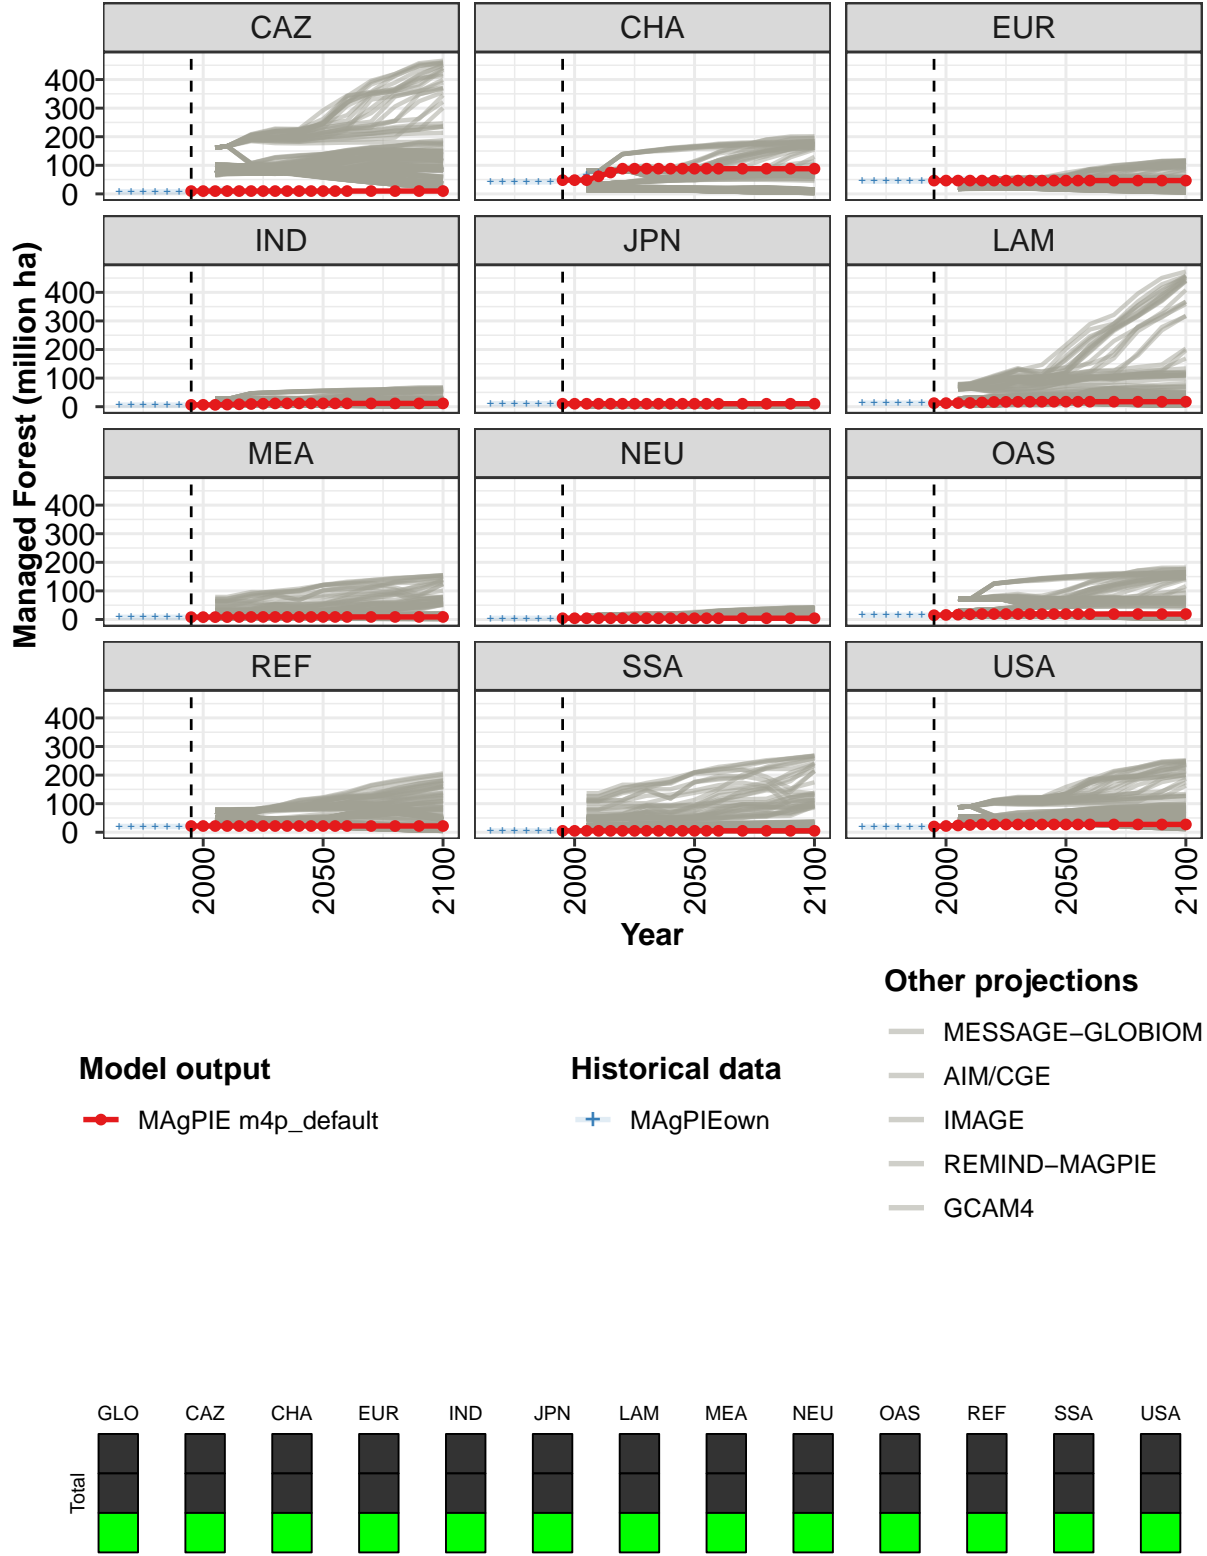 CAZ CHA EUR
400
300
200
100
0
IND JPN LAM
400
300
200
100
0
MEA NEU OAS
400
300
200
100
0
REF SSA USA
400
300
200
100
0
Managed Forest (million ha)
2000 2050 2100 2000 2050 2100 2000 2050 2100
Year
Model output
MAgPIE m4p_default
Historical data
MAgPIEown
Other projections
MESSAGE−GLOBIOM
AIM/CGE
IMAGE
REMIND−MAGPIE
GCAM4
GLO CAZ CHA EUR IND JPN LAM MEA NEU OAS REF SSA USA
Total